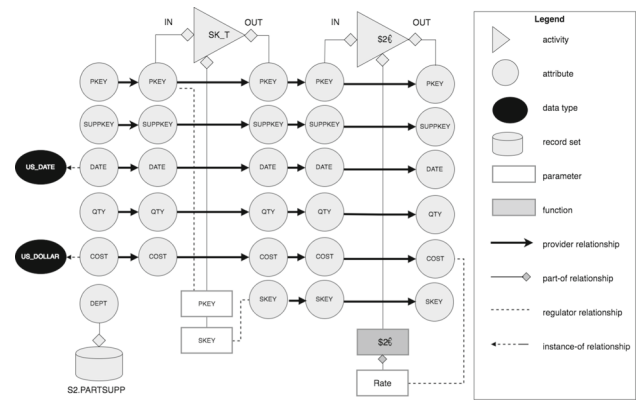 IN SK_T OUT IN $2€ OUT
PKEY PKEY PKEY PKEY PKEY
SUPPKEY SUPPKEY SUPPKEY SUPPKEY SUPPKEY
US_DATE DATE DATE DATE DATE DATE
QTY QTY QTY QTY QTY
US_DOLLAR COST COST COST COST COST
DEPT PKEY SKEY SKEY SKEY
SKEY $2€
S2.PARTSUPP Rate
Legend
activity
attribute
data type
record set
parameter
function
provider relationship
part-of relationship
regulator relationship
instance-of relationship